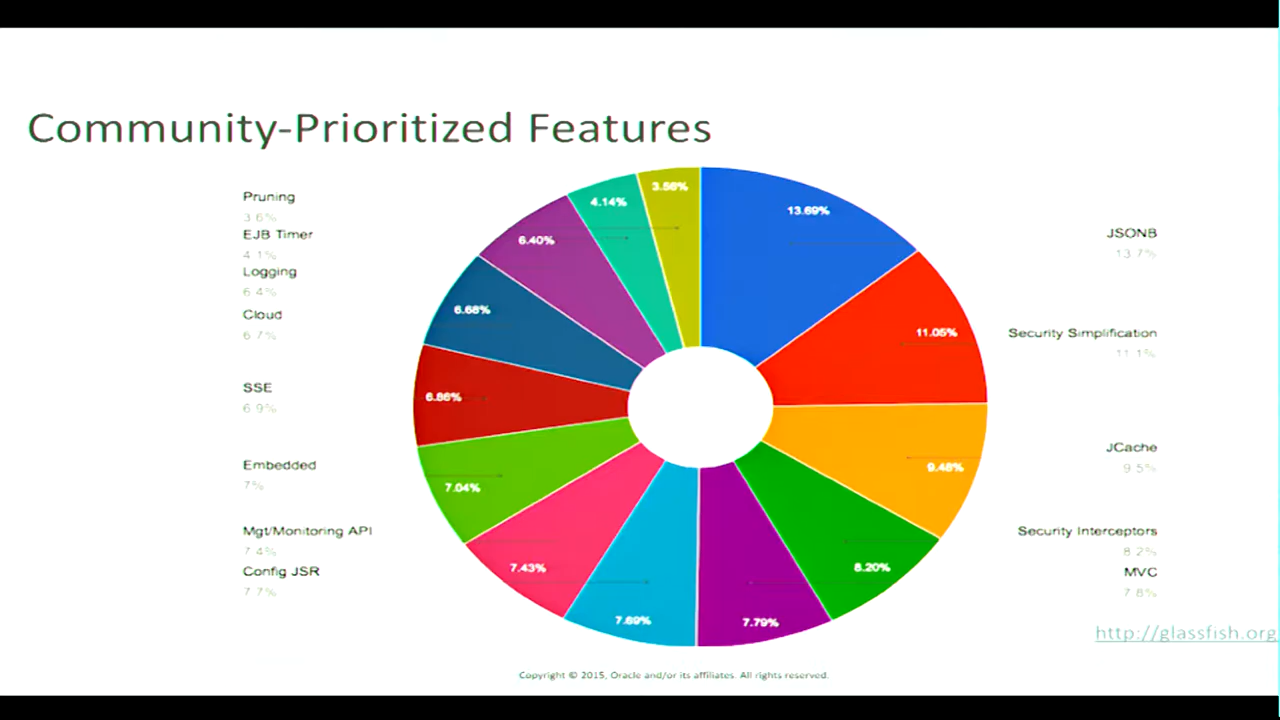 Community-Prioritized Features
Pruning
3.6%
EJB Timer
4.1%
Logging
6.4%
Cloud
6.7%
SSE
6.9%
Embedded
7%
Mgt/Monitoring API
7.4%
Config JSR
7.7%
3.56%
4.14%
6.40%
6.68%
6.86%
7.04%
7.43%
7.69%
7.79%
8.20%
9.48%
11.05%
13.69%
JSONB
13.7%
Security Simplification
11.1%
JCache
9.5%
Security Interceptors
8.2%
MVC
7.8%
http://glassfish.org
Copyright © 2015, Oracle and/or its affiliates. All rights reserved.